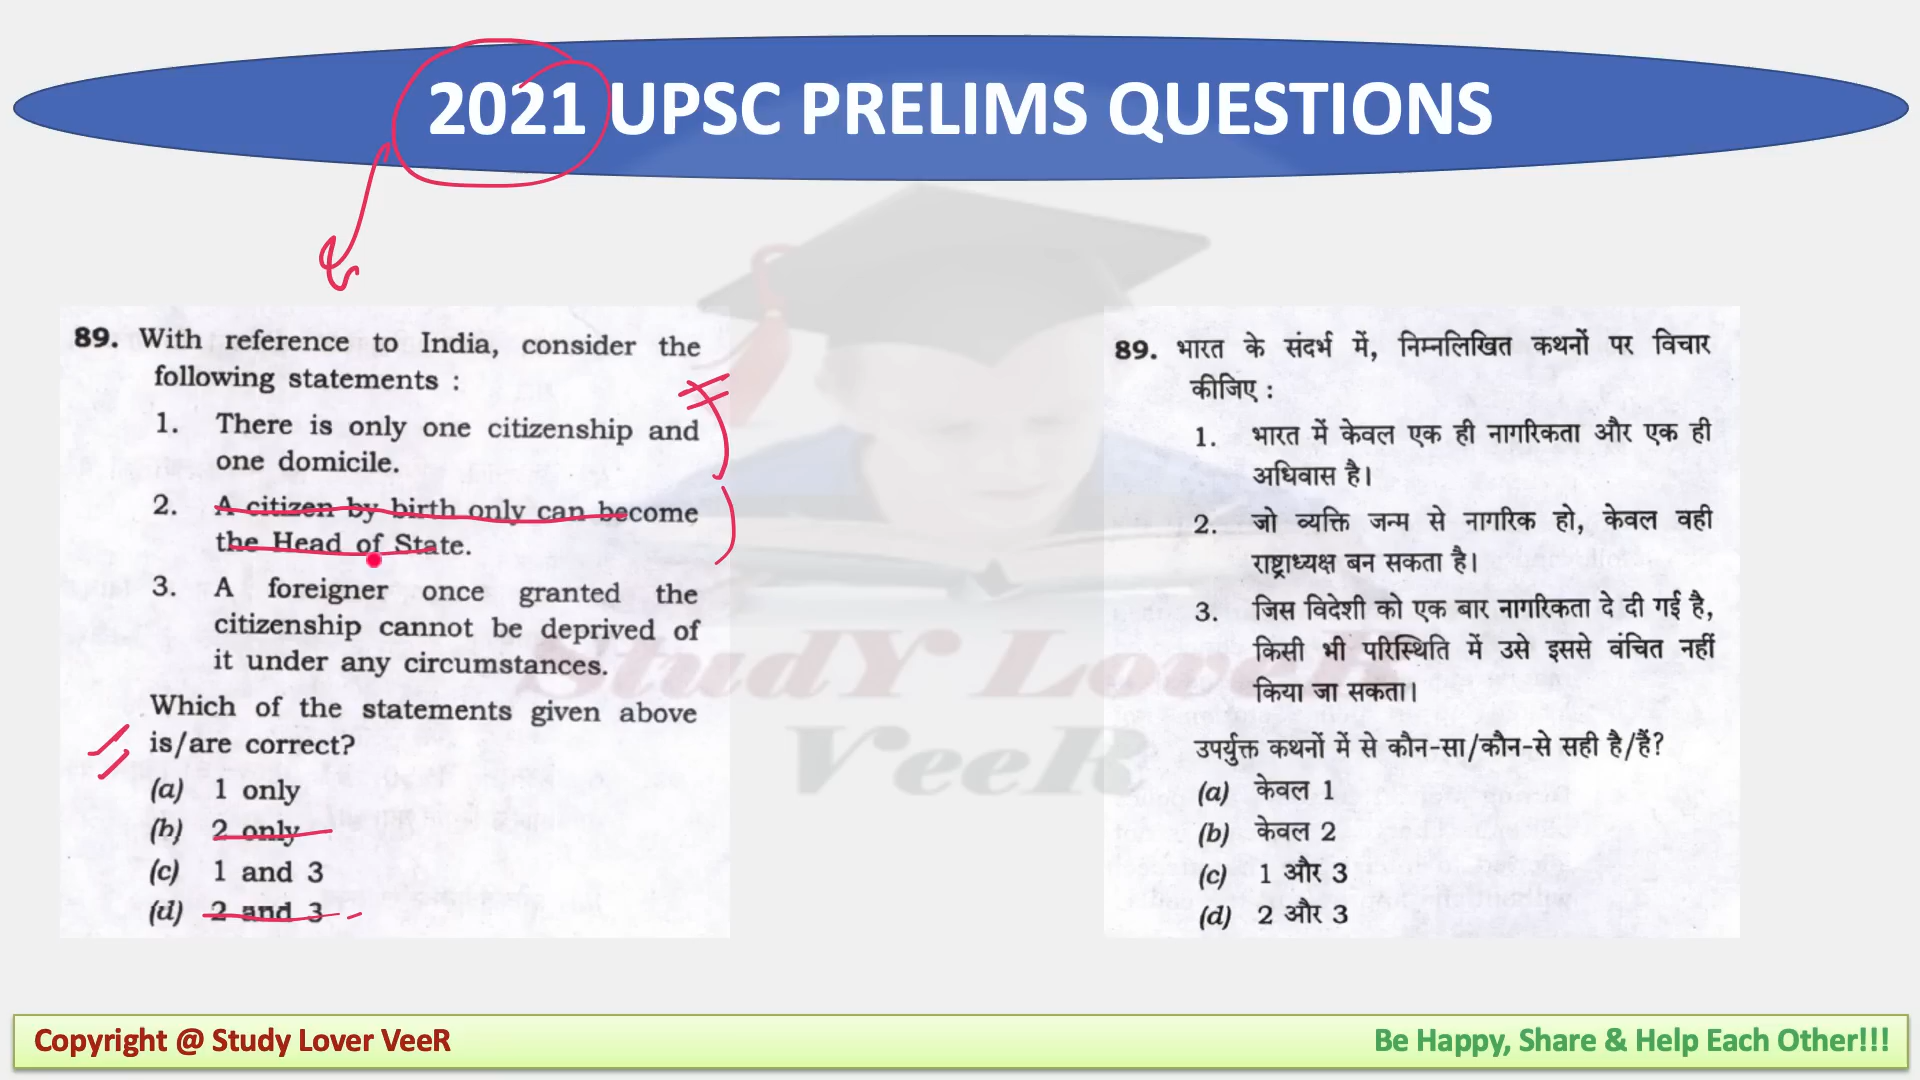 2021 UPSC PRELIMS QUESTIONS
89. With reference to India, consider the
following statements :
1. There is only one citizenship and
one domicile.
2. A citizen by birth only can become
the Head of State.
3. A foreigner once granted the
citizenship cannot be deprived of
it under any circumstances.
Which of the statements given above
is/are correct?
(a) 1 only
(b) 2 only
(c) 1 and 3
(d) 2 and 3
89. भारत के संदर्भ में, निम्नलिखित कथनों पर विचार
कीजिए :
1. भारत में केवल एक ही नागरिकता और एक ही
अधिवास है।
2. जो व्यक्ति जन्म से नागरिक हो, केवल वही
राष्ट्राध्यक्ष बन सकता है।
3. जिस विदेशी को एक बार नागरिकता दे दी गई है,
किसी भी परिस्थिति में उसे इससे वंचित नहीं
किया जा सकता।
उपर्युक्त कथनों में से कौन-सा/कौन-से सही है/हैं?
(a) केवल 1
(b) केवल 2
(c) 1 और 3
(d) 2 और 3
StudY LoveR
VeeR
Copyright @ Study Lover VeeR
Be Happy, Share & Help Each Other!!!